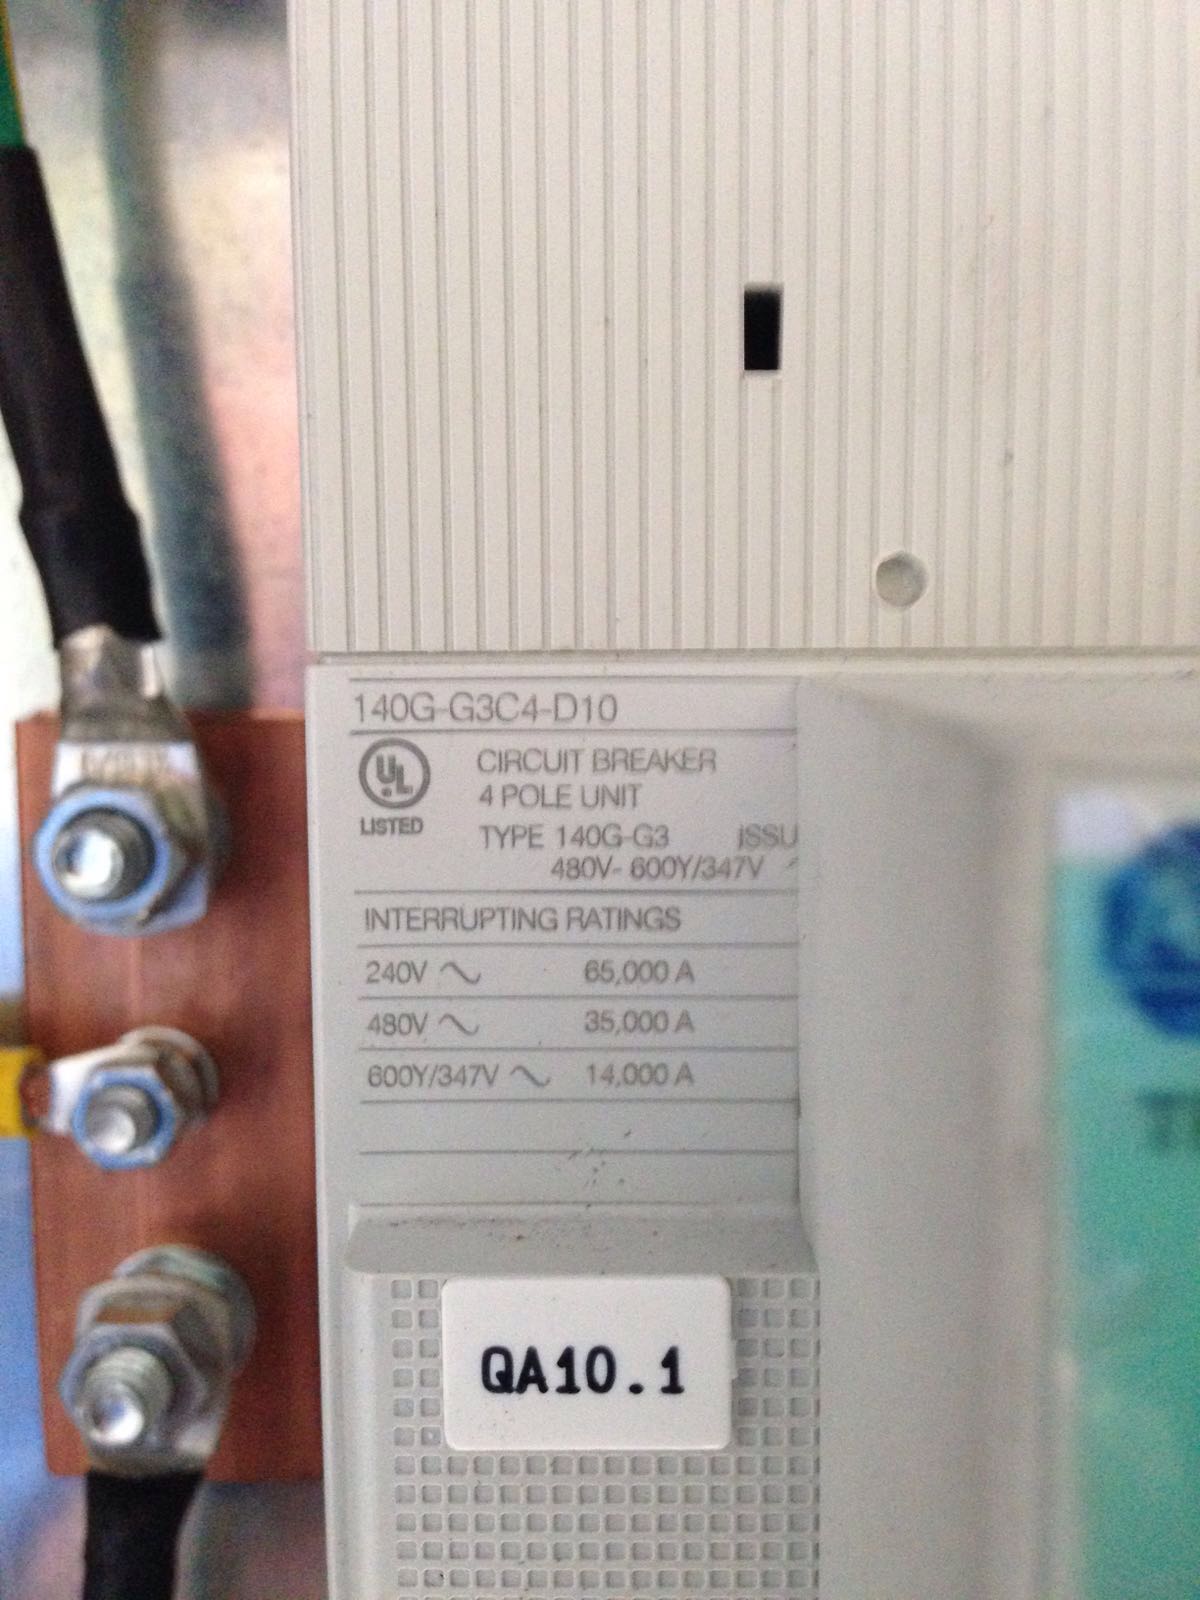 140G-G3C4-D10
UL
LISTED
CIRCUIT BREAKER
4 POLE UNIT
TYPE 140G-G3
480V- 600Y/347V
INTERRUPTING RATINGS
240V ∿ 65,000 A
480V ∿ 35,000 A
600Y/347V ∿ 14,000 A
QA10.1